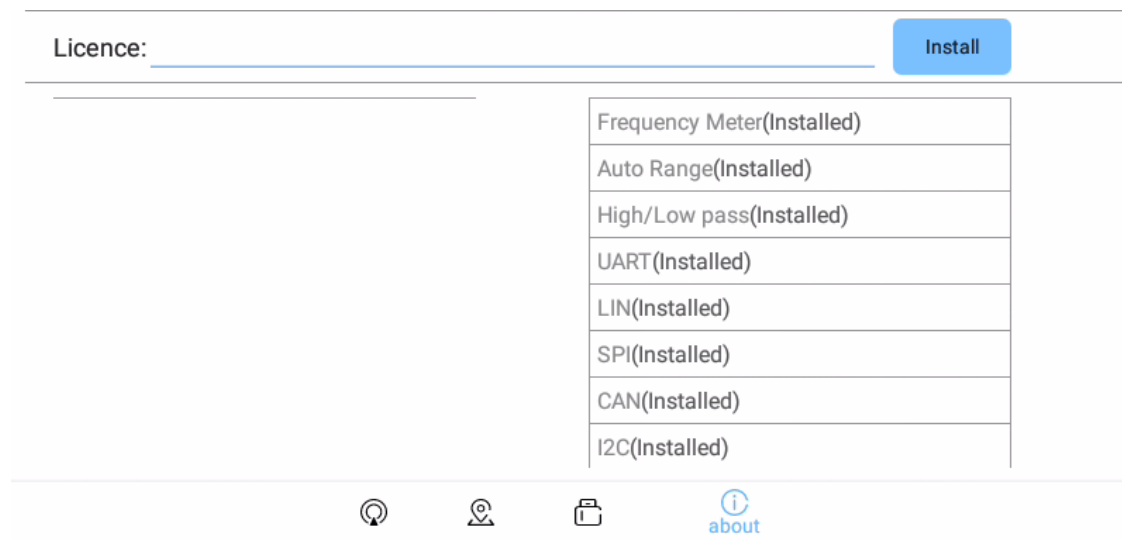 Licence:
Install
Frequency Meter(Installed)
Auto Range(Installed)
High/Low pass(Installed)
UART(Installed)
LIN(Installed)
SPI(Installed)
CAN(Installed)
I2C(Installed)
about